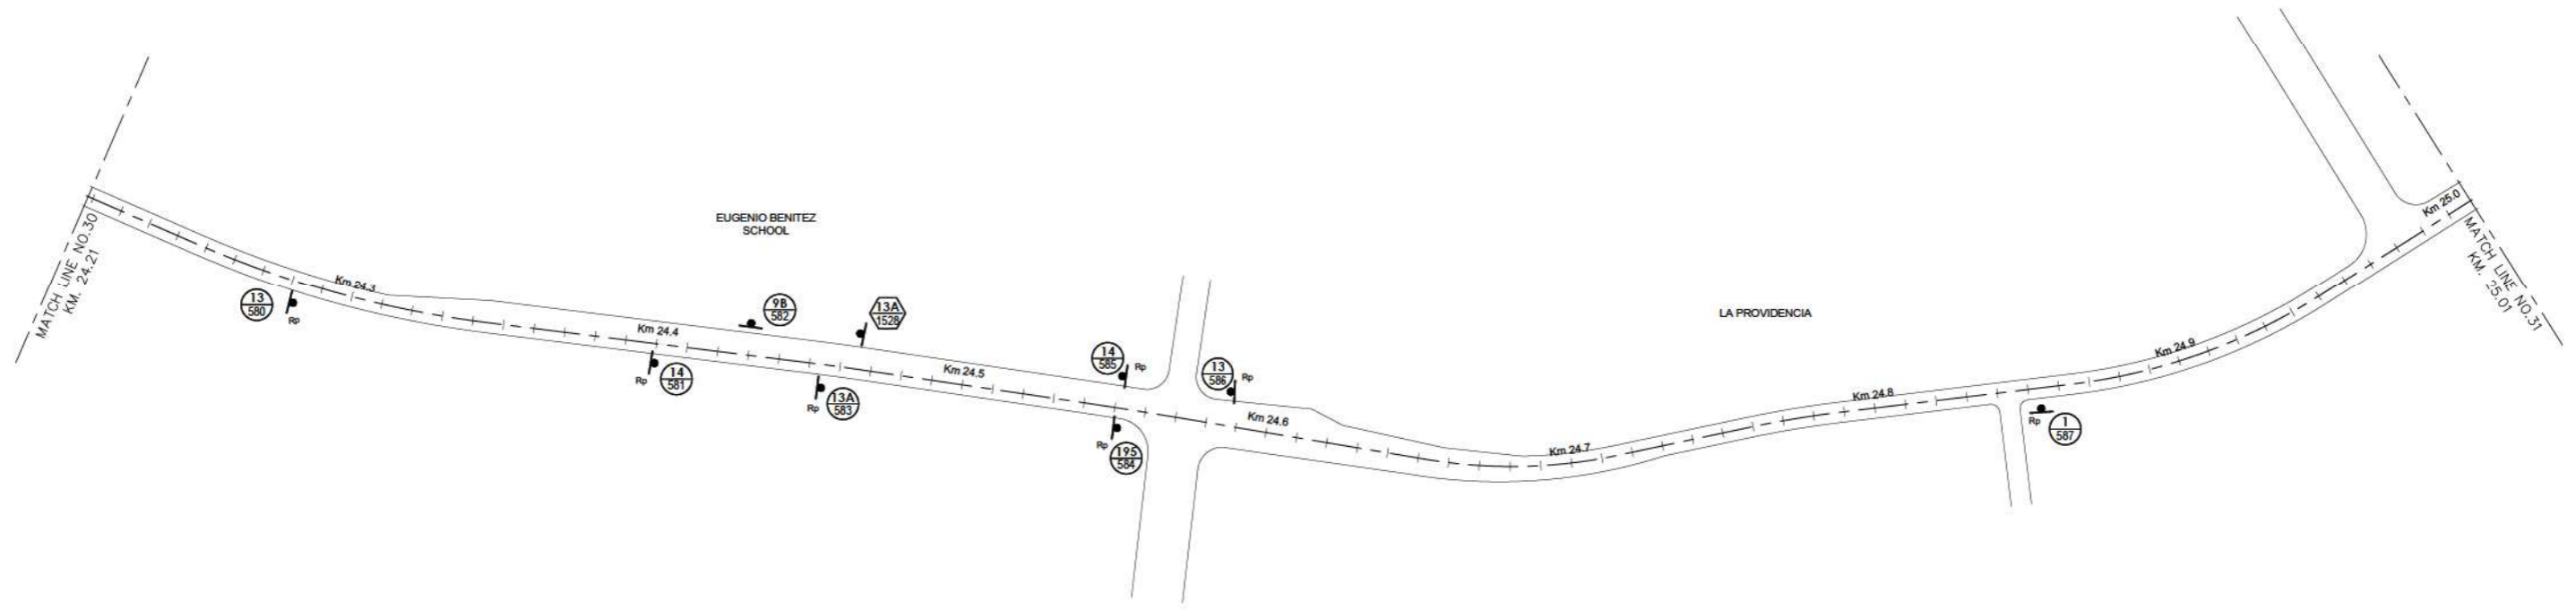 MATCH LINE NO.30
KM. 24.21
13
580
Rp
Km 24.3
EUGENIO BENITEZ
SCHOOL
Km 24.4
14
581
Rp
9B
582
13A
1528
13A
583
Rp
Km 24.5
14
585
Rp
195
584
Rp
13
586
Rp
Km 24.6
Km 24.7
LA PROVIDENCIA
Km 24.8
1
587
Rp
Km 24.9
Km 25.0
MATCH LINE NO.31
KM. 25.01